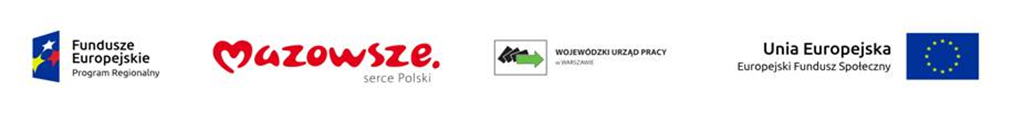 Fundusze
Europejskie
Program Regionalny
mazowsze.
serce Polski
WOJEWÓDZKI URZĄD PRACY
w WARSZAWIE
Unia Europejska
Europejski Fundusz Społeczny